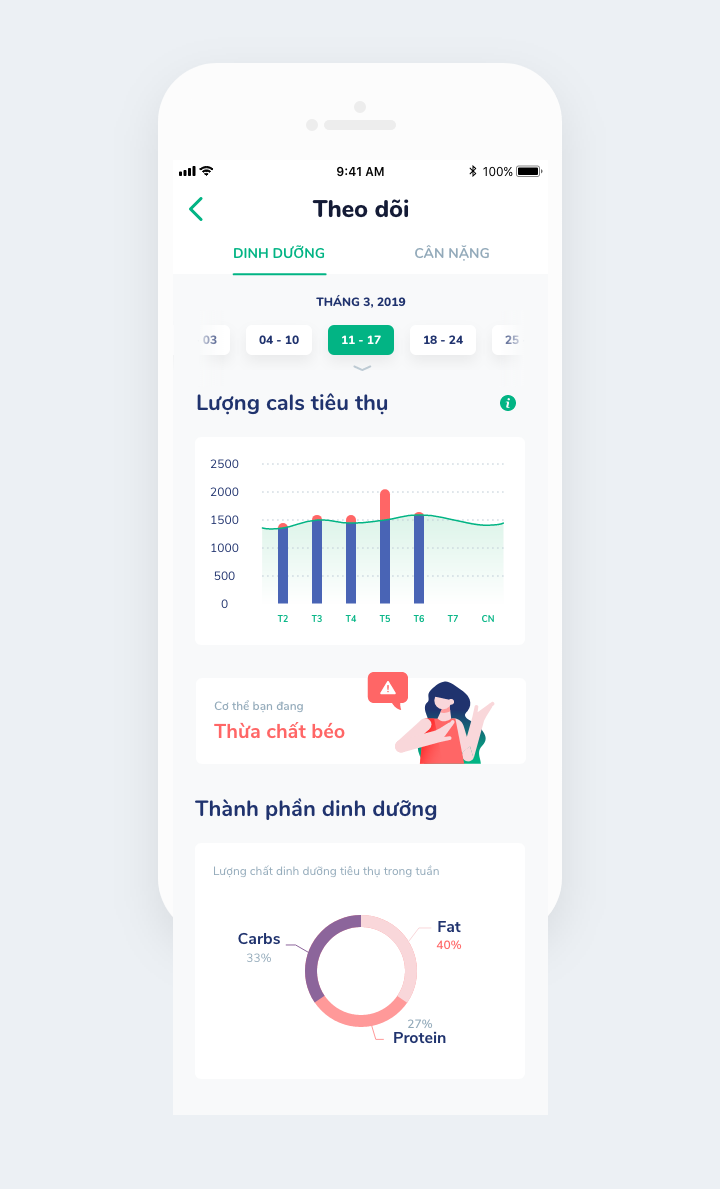 9:41 AM 100%
Theo dõi
DINH DƯỠNG CÂN NẶNG
THÁNG 3, 2019
03 04 - 10 11 - 17 18 - 24 25
Lượng cals tiêu thụ
2500
2000
1500
1000
500
0
T2 T3 T4 T5 T6 T7 CN
Cơ thể bạn đang
Thừa chất béo
Thành phần dinh dưỡng
Lượng chất dinh dưỡng tiêu thụ trong tuần
Fat
40%
Carbs
33%
27%
Protein